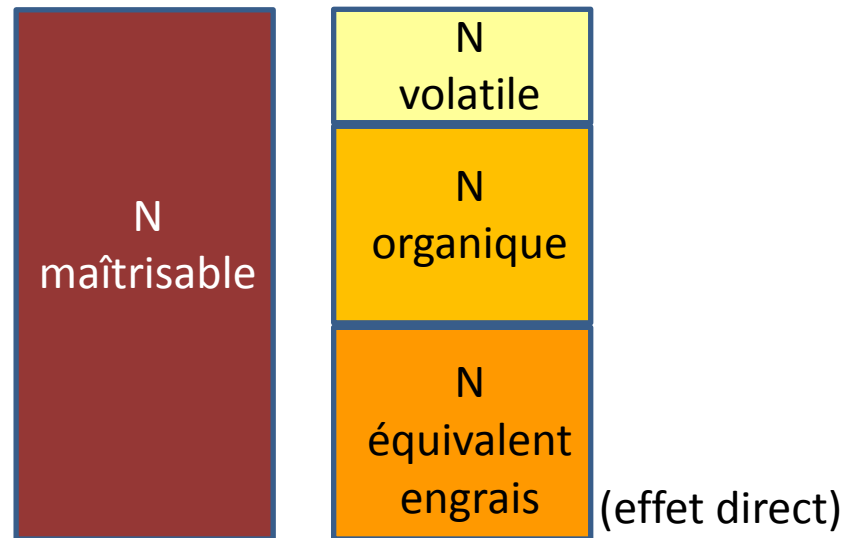 N
maîtrisable
N
volatile
N
organique
N
équivalent
engrais
(effet direct)